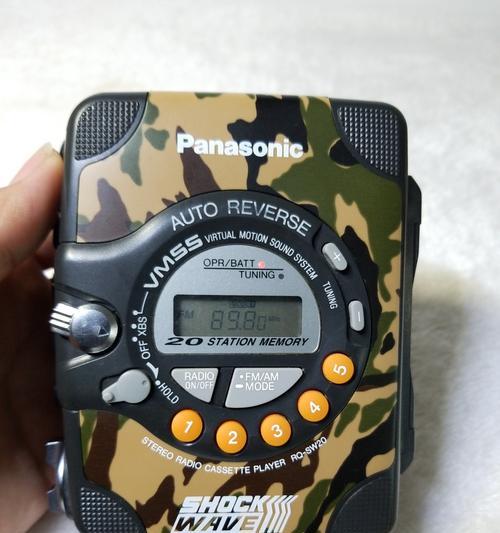 Panasonic
AUTO REVERSE
VMSS VIRTUAL MOTION SOUND SYSTEM
OPR/BATT
TUNING
+
TUNING
-
FM 89.80 MHz
20 STATION MEMORY
OFF XBS
HOLD
RADIO
ON/OFF
•FM/AM
–MODE
1
2
3
4
5
STEREO RADIO CASSETTE PLAYER RQ-SW20
SHOCK
WAVE